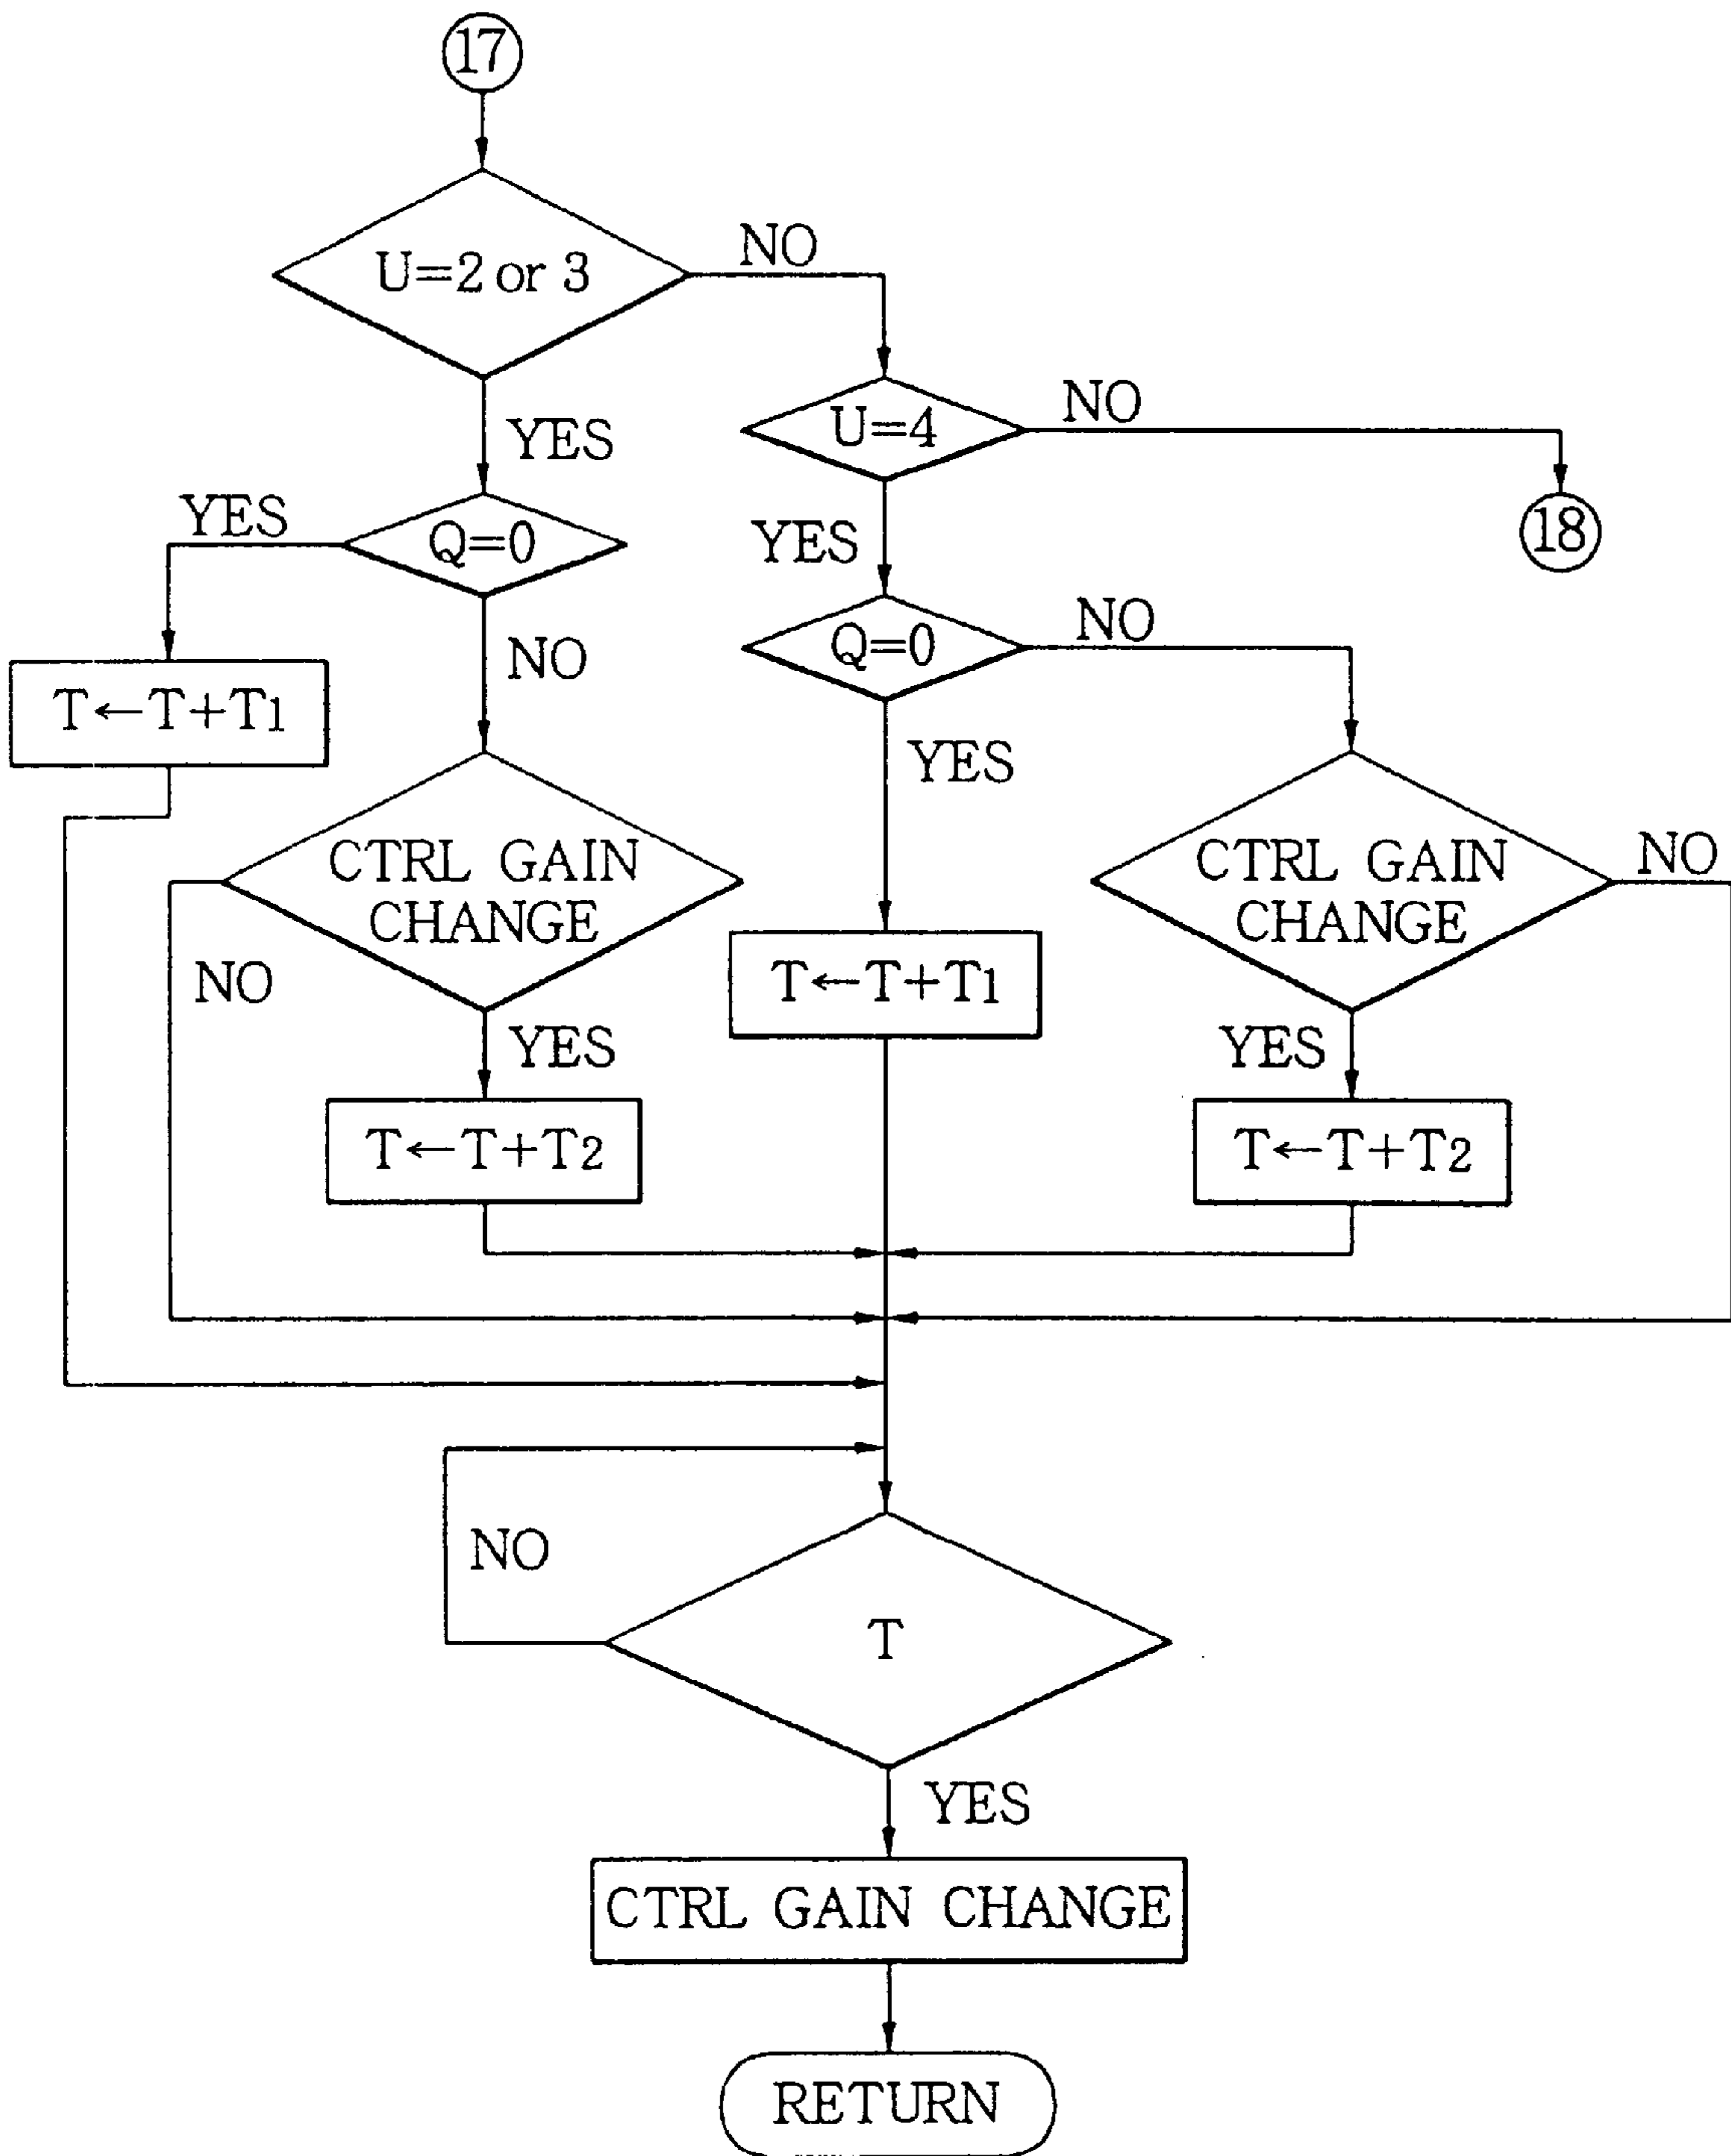 17
U=2 or 3
NO
U=4
NO
YES
YES
Q=0
YES
18
NO
Q=0
NO
T←T+T1
YES
CTRL GAIN
CHANGE
CTRL GAIN
CHANGE
NO
NO
T←T+T1
YES
YES
T←T+T2
T←T+T2
NO
T
YES
CTRL GAIN CHANGE
RETURN